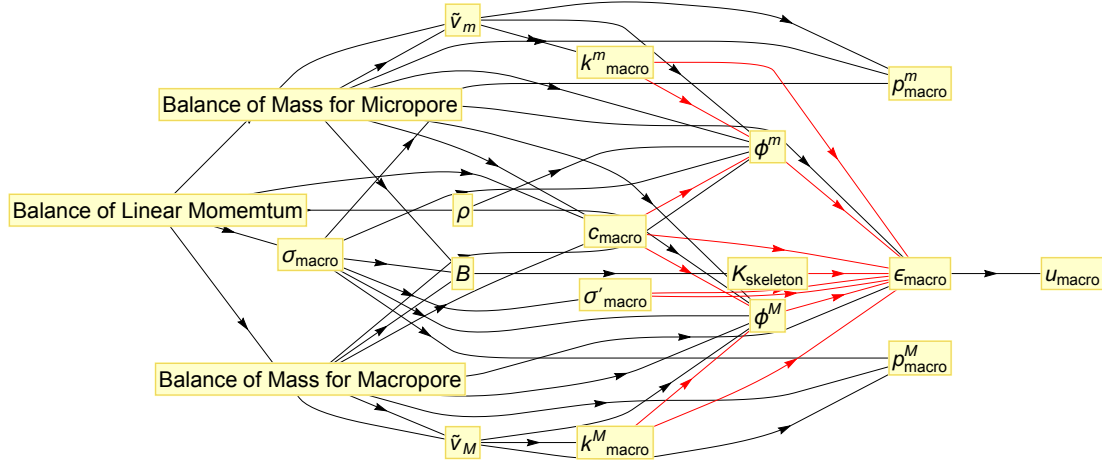 ṽₘ
kᵐmacro
pᵐmacro
Balance of Mass for Micropore
ϕᵐ
Balance of Linear Momemtum
ρ
cmacro
σmacro
B
Kskeleton
ϵmacro
umacro
σ′macro
ϕᴹ
pᴹmacro
Balance of Mass for Macropore
ṽM
kᴹmacro